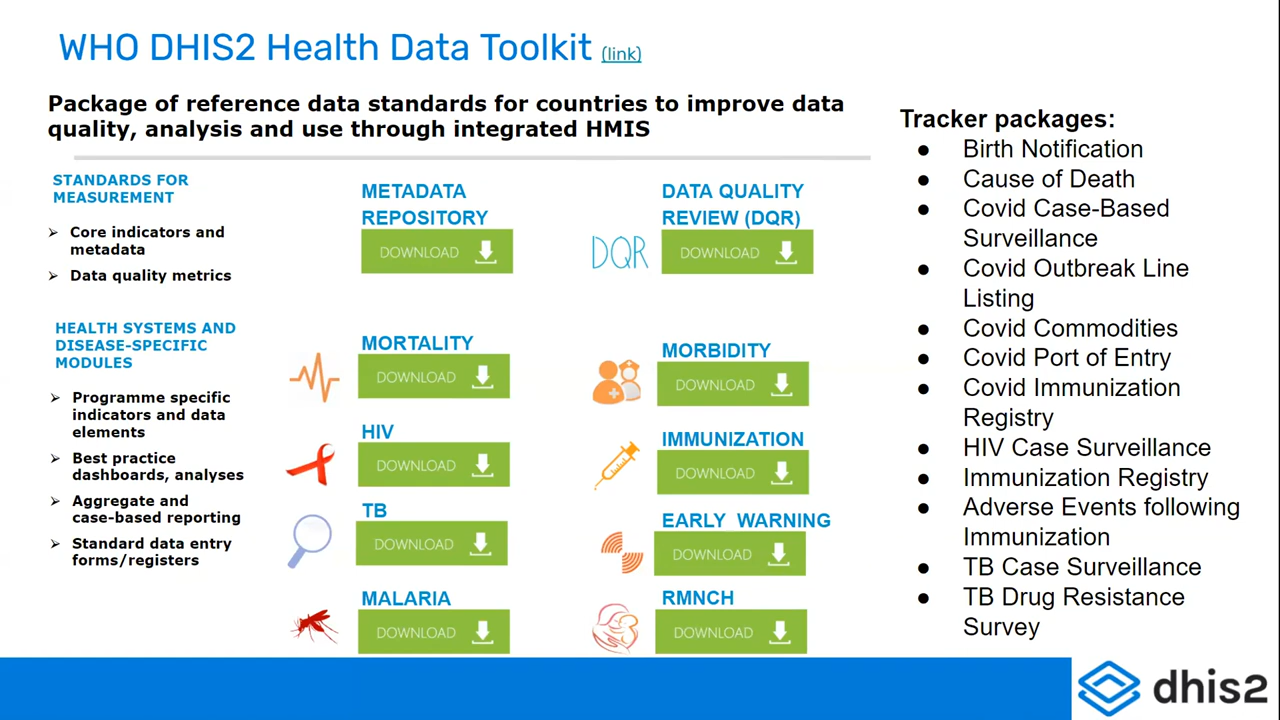 WHO DHIS2 Health Data Toolkit (link)
Package of reference data standards for countries to improve data
quality, analysis and use through integrated HMIS
STANDARDS FOR
MEASUREMENT
Core indicators and
metadata
Data quality metrics
METADATA
REPOSITORY
DOWNLOAD
DATA QUALITY
REVIEW (DQR)
DQR
DOWNLOAD
HEALTH SYSTEMS AND
DISEASE-SPECIFIC
MODULES
Programme specific
indicators and data
elements
Best practice
dashboards, analyses
Aggregate and
case-based reporting
Standard data entry
forms/registers
MORTALITY
DOWNLOAD
MORBIDITY
DOWNLOAD
HIV
DOWNLOAD
IMMUNIZATION
DOWNLOAD
TB
DOWNLOAD
EARLY WARNING
DOWNLOAD
MALARIA
DOWNLOAD
RMNCH
DOWNLOAD
Tracker packages:
● Birth Notification
● Cause of Death
● Covid Case-Based
Surveillance
● Covid Outbreak Line
Listing
● Covid Commodities
● Covid Port of Entry
● Covid Immunization
Registry
● HIV Case Surveillance
● Immunization Registry
● Adverse Events following
Immunization
● TB Case Surveillance
● TB Drug Resistance
Survey
dhis2